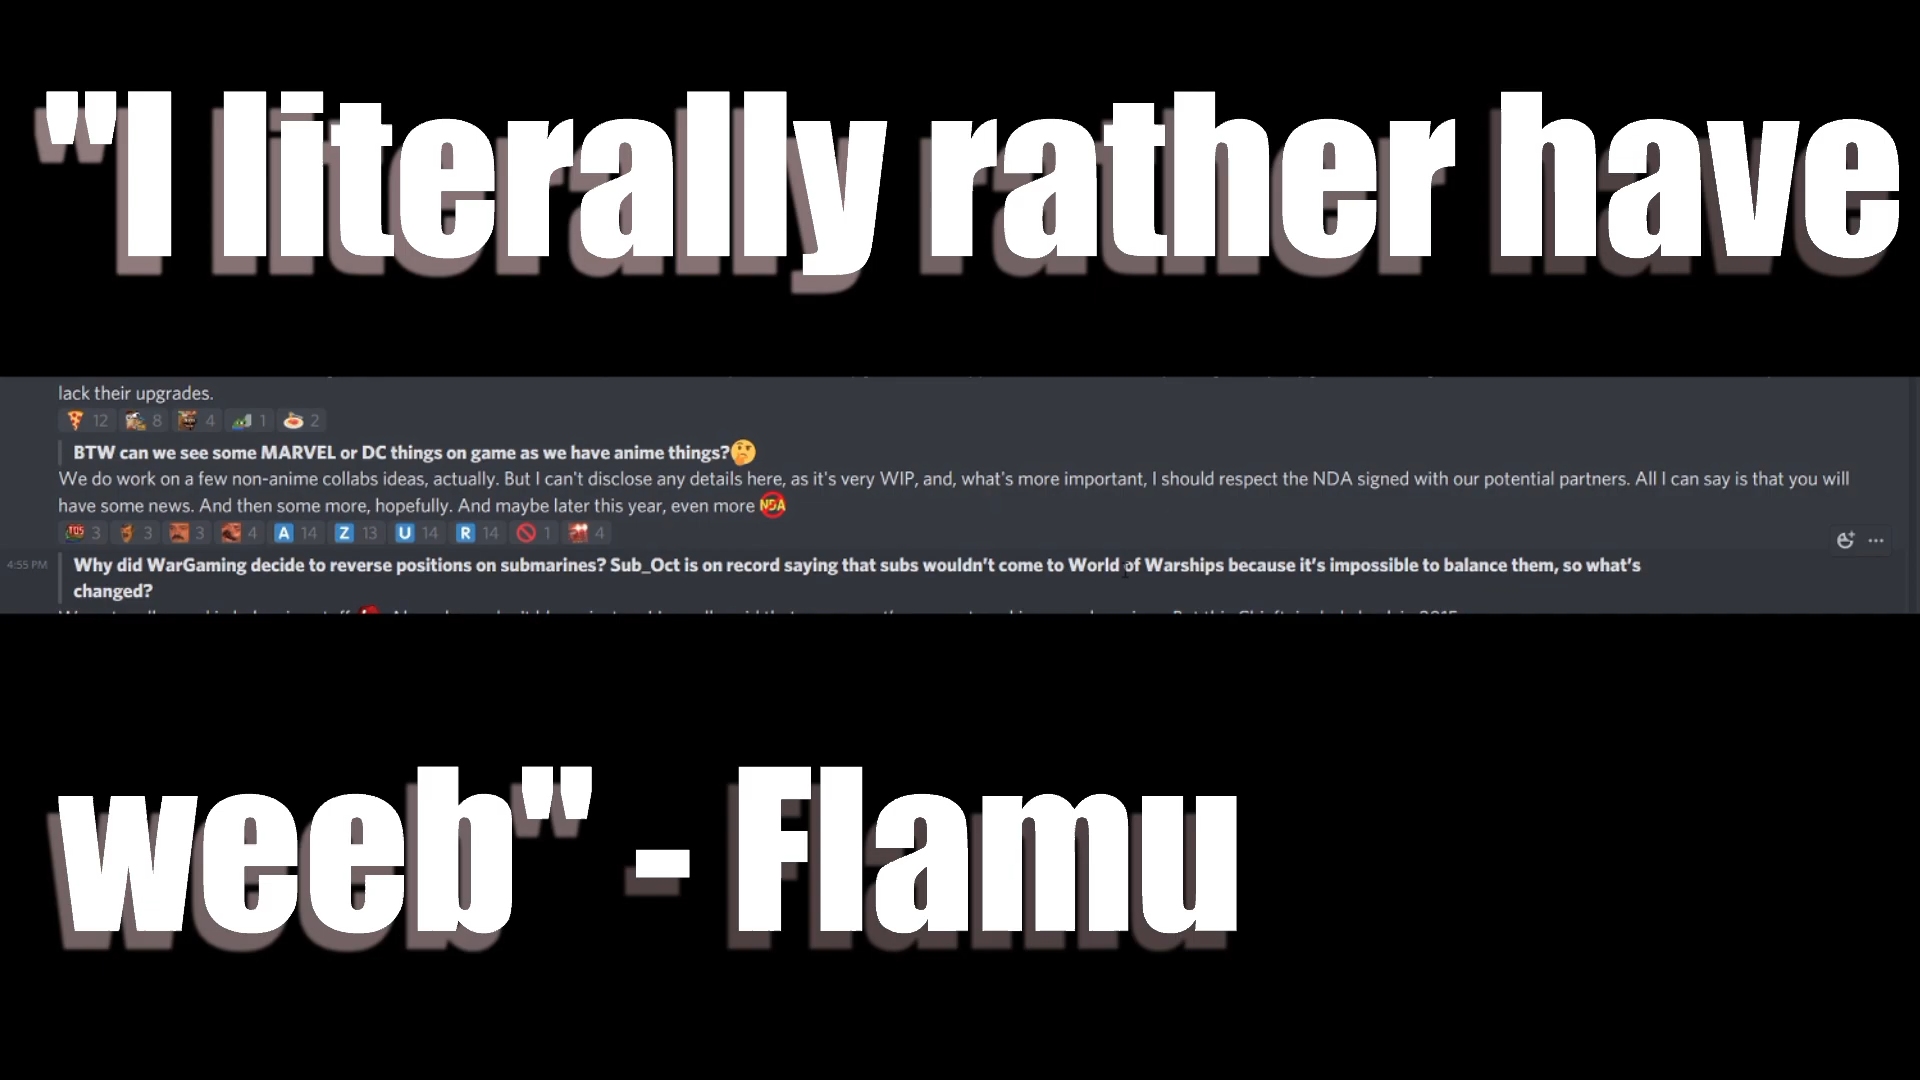 "I literally rather have
lack their upgrades.
12 8 4 1 2
BTW can we see some MARVEL or DC things on game as we have anime things?
We do work on a few non-anime collabs ideas, actually. But I can't disclose any details here, as it's very WIP, and, what's more important, I should respect the NDA signed with our potential partners. All I can say is that you will
have some news. And then some more, hopefully. And maybe later this year, even more NDA
TOS 3 3 3 4 A 14 Z 13 U 14 R 14 1 4
4:55 PM Why did WarGaming decide to reverse positions on submarines? Sub_Oct is on record saying that subs wouldn't come to World of Warships because it's impossible to balance them, so what's
changed?
weeb" - Flamu